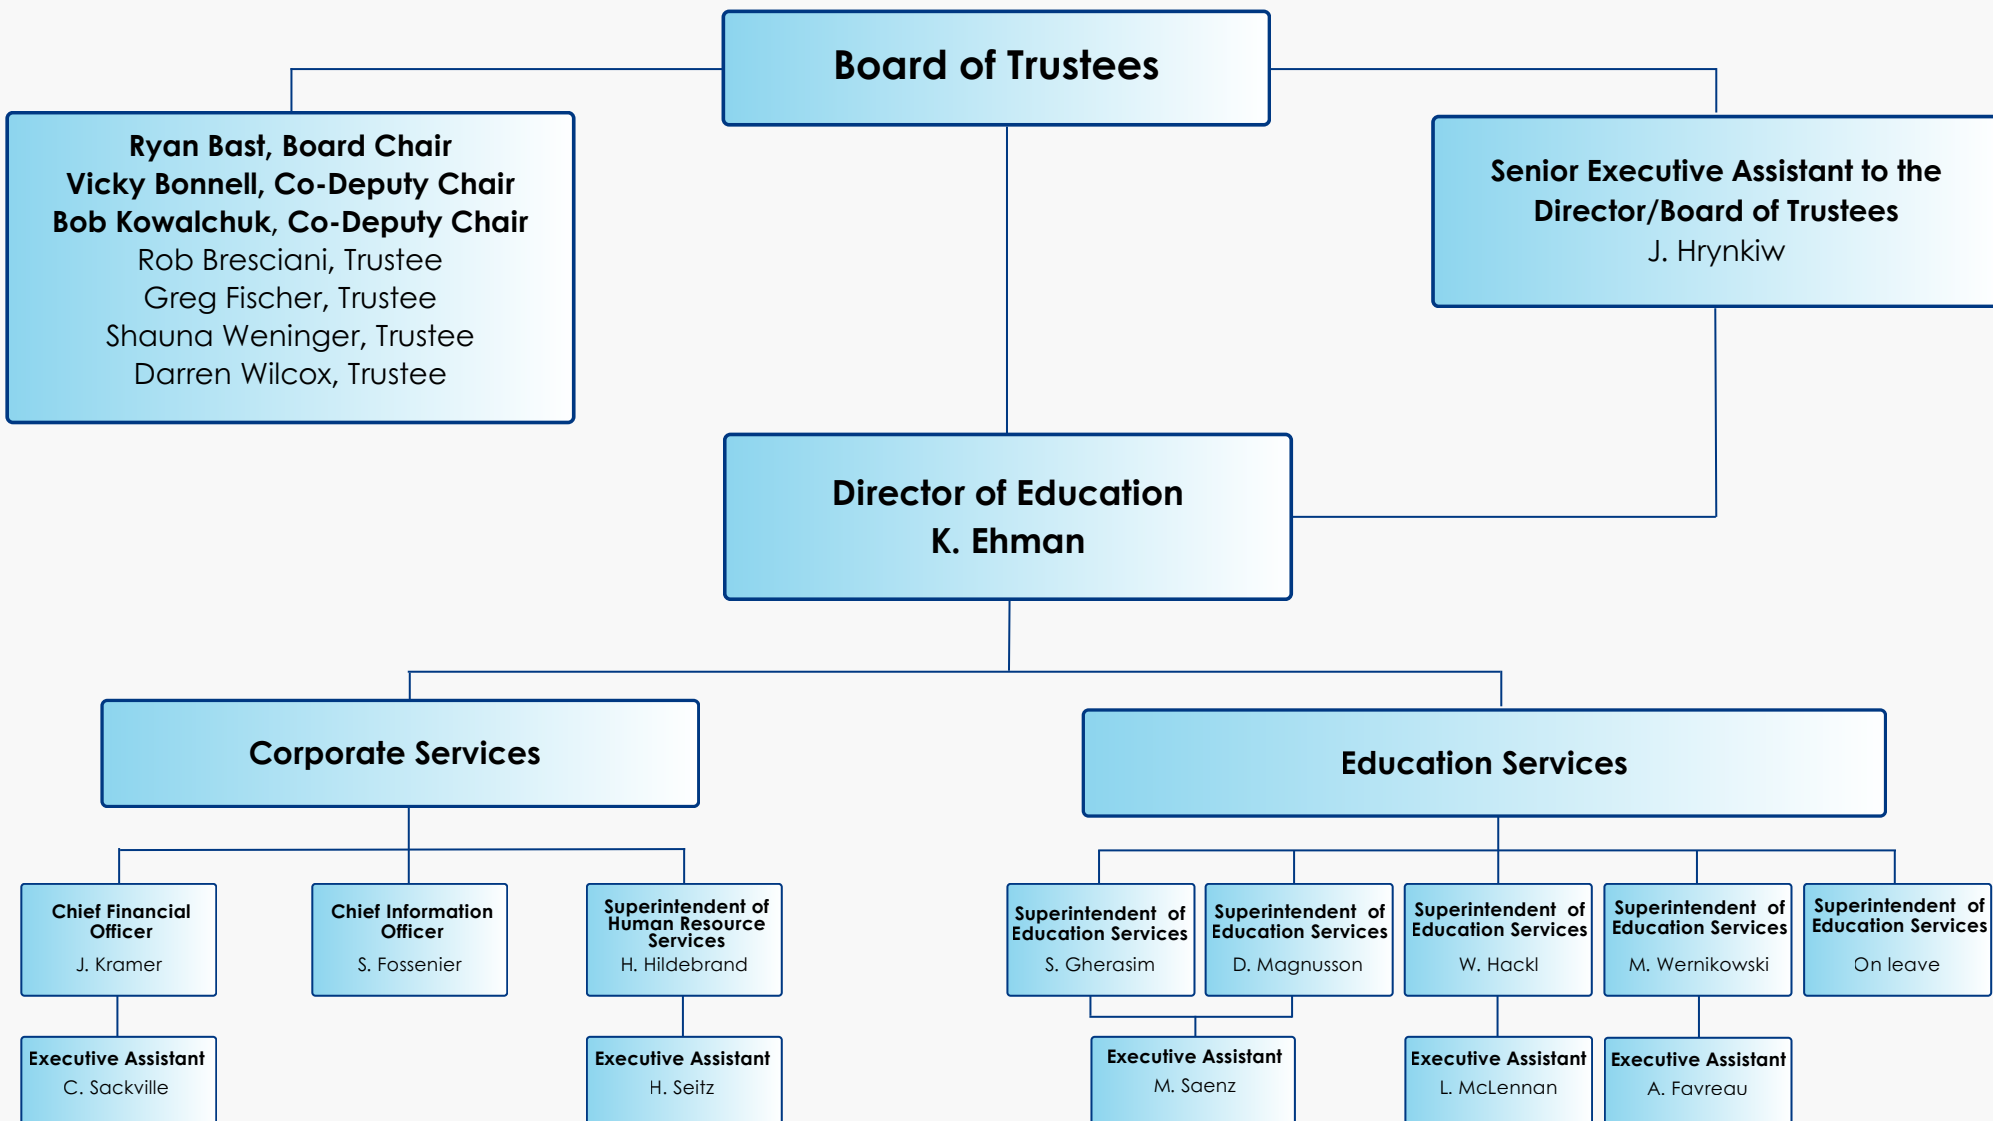 Board of Trustees
Ryan Bast, Board Chair
Vicky Bonnell, Co-Deputy Chair
Bob Kowalchuk, Co-Deputy Chair
Rob Bresciani, Trustee
Greg Fischer, Trustee
Shauna Weninger, Trustee
Darren Wilcox, Trustee
Senior Executive Assistant to the
Director/Board of Trustees
J. Hrynkiw
Director of Education
K. Ehman
Corporate Services
Education Services
Chief Financial
Officer
J. Kramer
Chief Information
Officer
S. Fossenier
Superintendent of
Human Resource
Services
H. Hildebrand
Superintendent of
Education Services
S. Gherasim
Superintendent of
Education Services
D. Magnusson
Superintendent of
Education Services
W. Hackl
Superintendent of
Education Services
M. Wernikowski
Superintendent of
Education Services
On leave
Executive Assistant
C. Sackville
Executive Assistant
H. Seitz
Executive Assistant
M. Saenz
Executive Assistant
L. McLennan
Executive Assistant
A. Favreau